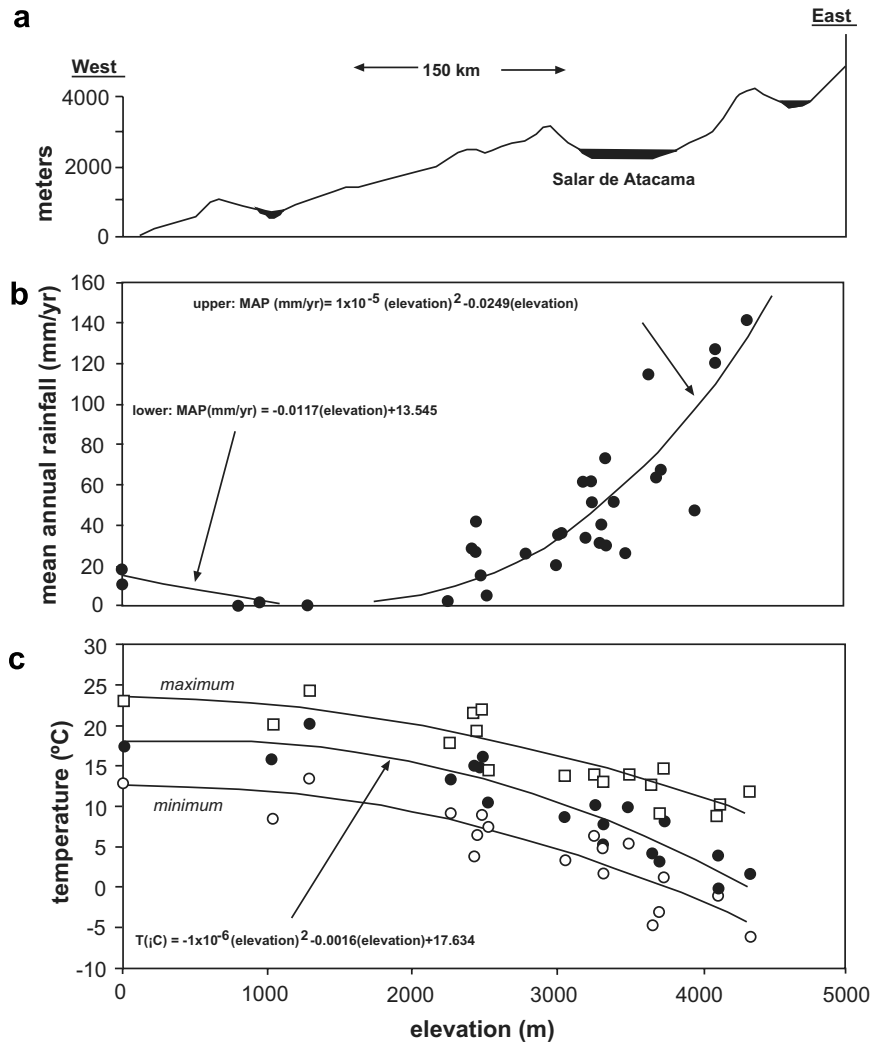 a
East
West
150 km
4000
2000
0
meters
Salar de Atacama
b
160
140
120
100
80
60
40
20
0
mean annual rainfall (mm/yr)
upper: MAP (mm/yr)= 1x10⁻⁵ (elevation)² -0.0249(elevation)
lower: MAP(mm/yr) = -0.0117(elevation)+13.545
c
30
25
20
15
10
5
0
-5
-10
temperature (ºC)
maximum
minimum
T(¡C) = -1x10⁻⁶ (elevation)² -0.0016(elevation)+17.634
0 1000 2000 3000 4000 5000
elevation (m)